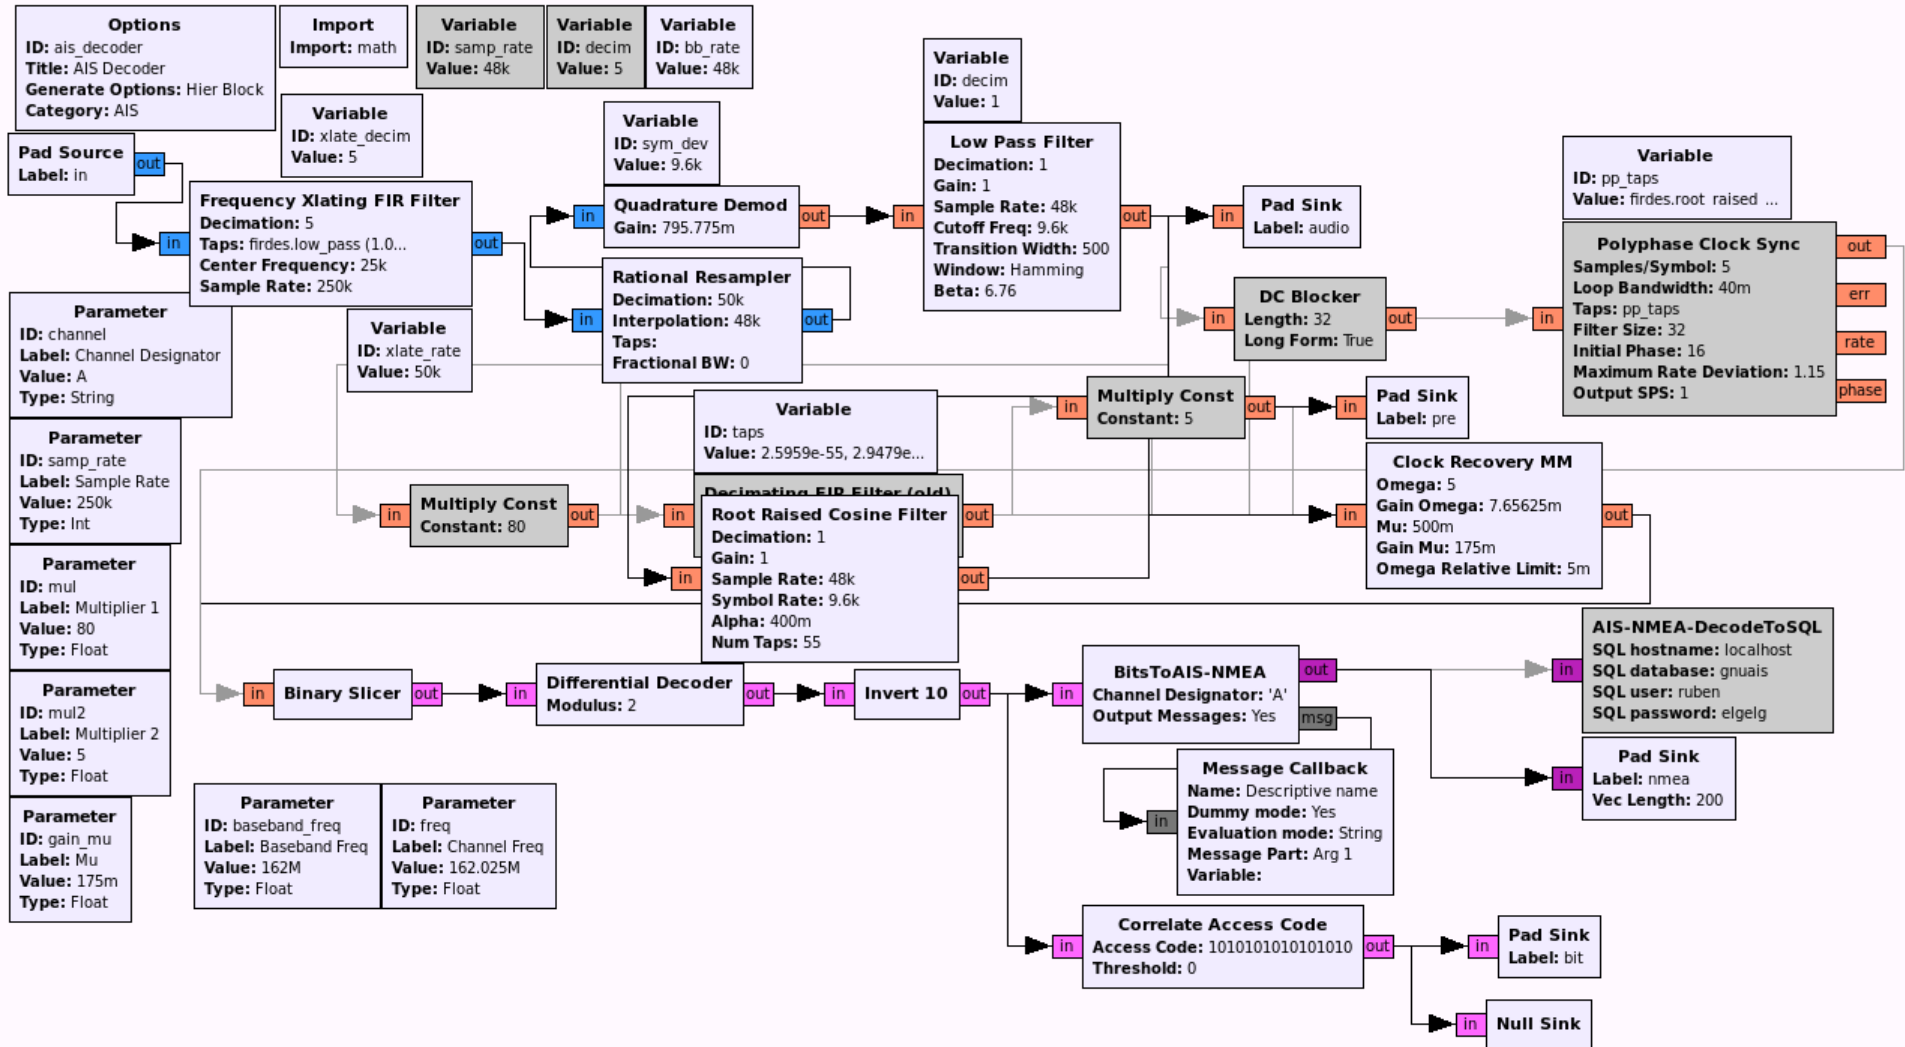 Options
ID: ais_decoder
Title: AIS Decoder
Generate Options: Hier Block
Category: AIS
Import
Import: math
Variable
ID: samp_rate
Value: 48k
Variable
ID: decim
Value: 5
Variable
ID: bb_rate
Value: 48k
Variable
ID: xlate_decim
Value: 5
Variable
ID: sym_dev
Value: 9.6k
Variable
ID: decim
Value: 1
Pad Source
Label: in
out
Frequency Xlating FIR Filter
Decimation: 5
Taps: firdes.low_pass (1.0...
Center Frequency: 25k
Sample Rate: 250k
in
out
Quadrature Demod
Gain: 795.775m
in
out
Low Pass Filter
Decimation: 1
Gain: 1
Sample Rate: 48k
Cutoff Freq: 9.6k
Transition Width: 500
Window: Hamming
Beta: 6.76
in
out
in
Pad Sink
Label: audio
Variable
ID: pp_taps
Value: firdes.root_raised ...
Polyphase Clock Sync
Samples/Symbol: 5
Loop Bandwidth: 40m
Taps: pp_taps
Filter Size: 32
Initial Phase: 16
Maximum Rate Deviation: 1.15
Output SPS: 1
in
out
err
rate
phase
Rational Resampler
Decimation: 50k
Interpolation: 48k
Taps:
Fractional BW: 0
in
out
DC Blocker
Length: 32
Long Form: True
in
out
Parameter
ID: channel
Label: Channel Designator
Value: A
Type: String
Variable
ID: xlate_rate
Value: 50k
Variable
ID: taps
Value: 2.5959e-55, 2.9479e...
Multiply Const
Constant: 5
in
out
in
Pad Sink
Label: pre
Parameter
ID: samp_rate
Label: Sample Rate
Value: 250k
Type: Int
Multiply Const
Constant: 80
in
out
Decimating FIR Filter (old)
in
out
Root Raised Cosine Filter
Decimation: 1
Gain: 1
Sample Rate: 48k
Symbol Rate: 9.6k
Alpha: 400m
Num Taps: 55
in
out
Clock Recovery MM
Omega: 5
Gain Omega: 7.65625m
Mu: 500m
Gain Mu: 175m
Omega Relative Limit: 5m
in
out
Parameter
ID: mul
Label: Multiplier 1
Value: 80
Type: Float
Parameter
ID: mul2
Label: Multiplier 2
Value: 5
Type: Float
Parameter
ID: gain_mu
Label: Mu
Value: 175m
Type: Float
in
Binary Slicer
out
in
Differential Decoder
Modulus: 2
out
in
Invert 10
out
in
BitsToAIS-NMEA
Channel Designator: 'A'
Output Messages: Yes
out
msg
in
AIS-NMEA-DecodeToSQL
SQL hostname: localhost
SQL database: gnuais
SQL user: ruben
SQL password: elgelg
in
Pad Sink
Label: nmea
Vec Length: 200
Parameter
ID: baseband_freq
Label: Baseband Freq
Value: 162M
Type: Float
Parameter
ID: freq
Label: Channel Freq
Value: 162.025M
Type: Float
Message Callback
Name: Descriptive name
Dummy mode: Yes
Evaluation mode: String
Message Part: Arg 1
Variable:
in
in
Correlate Access Code
Access Code: 1010101010101010
Threshold: 0
out
in
Pad Sink
Label: bit
in
Null Sink